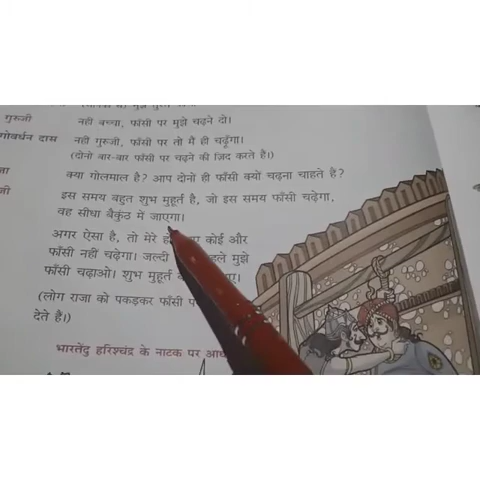 गुरुजी नहीं बच्चा, फाँसी पर मुझे चढ़ने दो।
गोवर्धन दास नहीं गुरुजी, फाँसी पर तो मैं ही चढ़ूँगा।
(दोनों बार-बार फाँसी पर चढ़ने की ज़िद करते हैं।)
क्या गोलमाल है? आप दोनों ही फाँसी क्यों चढ़ना चाहते हैं?
जी इस समय बहुत शुभ मुहूर्त है, जो इस समय फाँसी चढ़ेगा,
वह सीधा बैकुंठ में जाएगा।
अगर ऐसा है, तो मेरे कोई और
फाँसी नहीं चढ़ेगा। जल्दी मुझे
फाँसी चढ़ाओ। शुभ मुहूर्त
(लोग राजा को पकड़कर फाँसी
देते हैं।)
भारतेंदु हरिश्चंद्र के नाटक पर